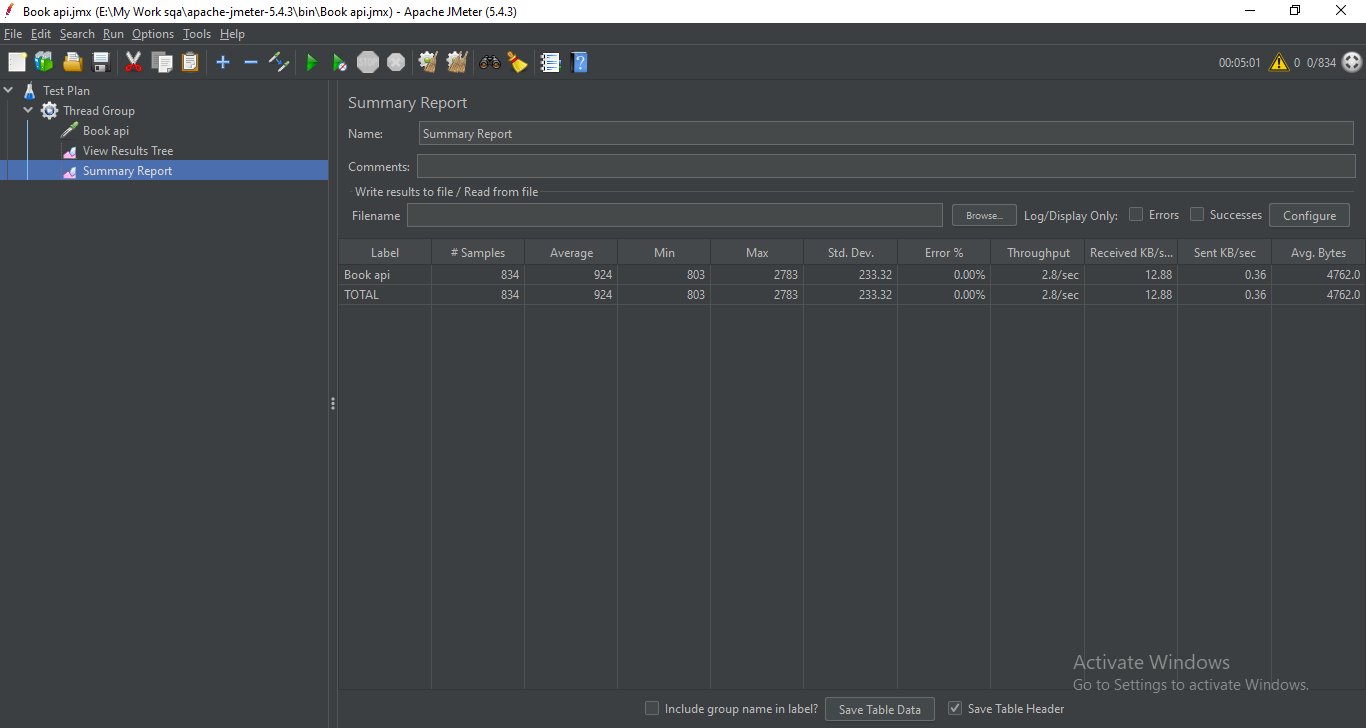 Book api.jmx (E:\My Work sqa\apache-jmeter-5.4.3\bin\Book api.jmx) - Apache JMeter (5.4.3)
File Edit Search Run Options Tools Help
STOP
00:05:01 0 0/834
Test Plan
Thread Group
Book api
View Results Tree
Summary Report
Summary Report
Name: Summary Report
Comments:
Write results to file / Read from file
Filename Browse... Log/Display Only: Errors Successes Configure
Label # Samples Average Min Max Std. Dev. Error % Throughput Received KB/s... Sent KB/sec Avg. Bytes
Book api 834 924 803 2783 233.32 0.00% 2.8/sec 12.88 0.36 4762.0
TOTAL 834 924 803 2783 233.32 0.00% 2.8/sec 12.88 0.36 4762.0
Activate Windows
Go to Settings to activate Windows.
Include group name in label? Save Table Data Save Table Header